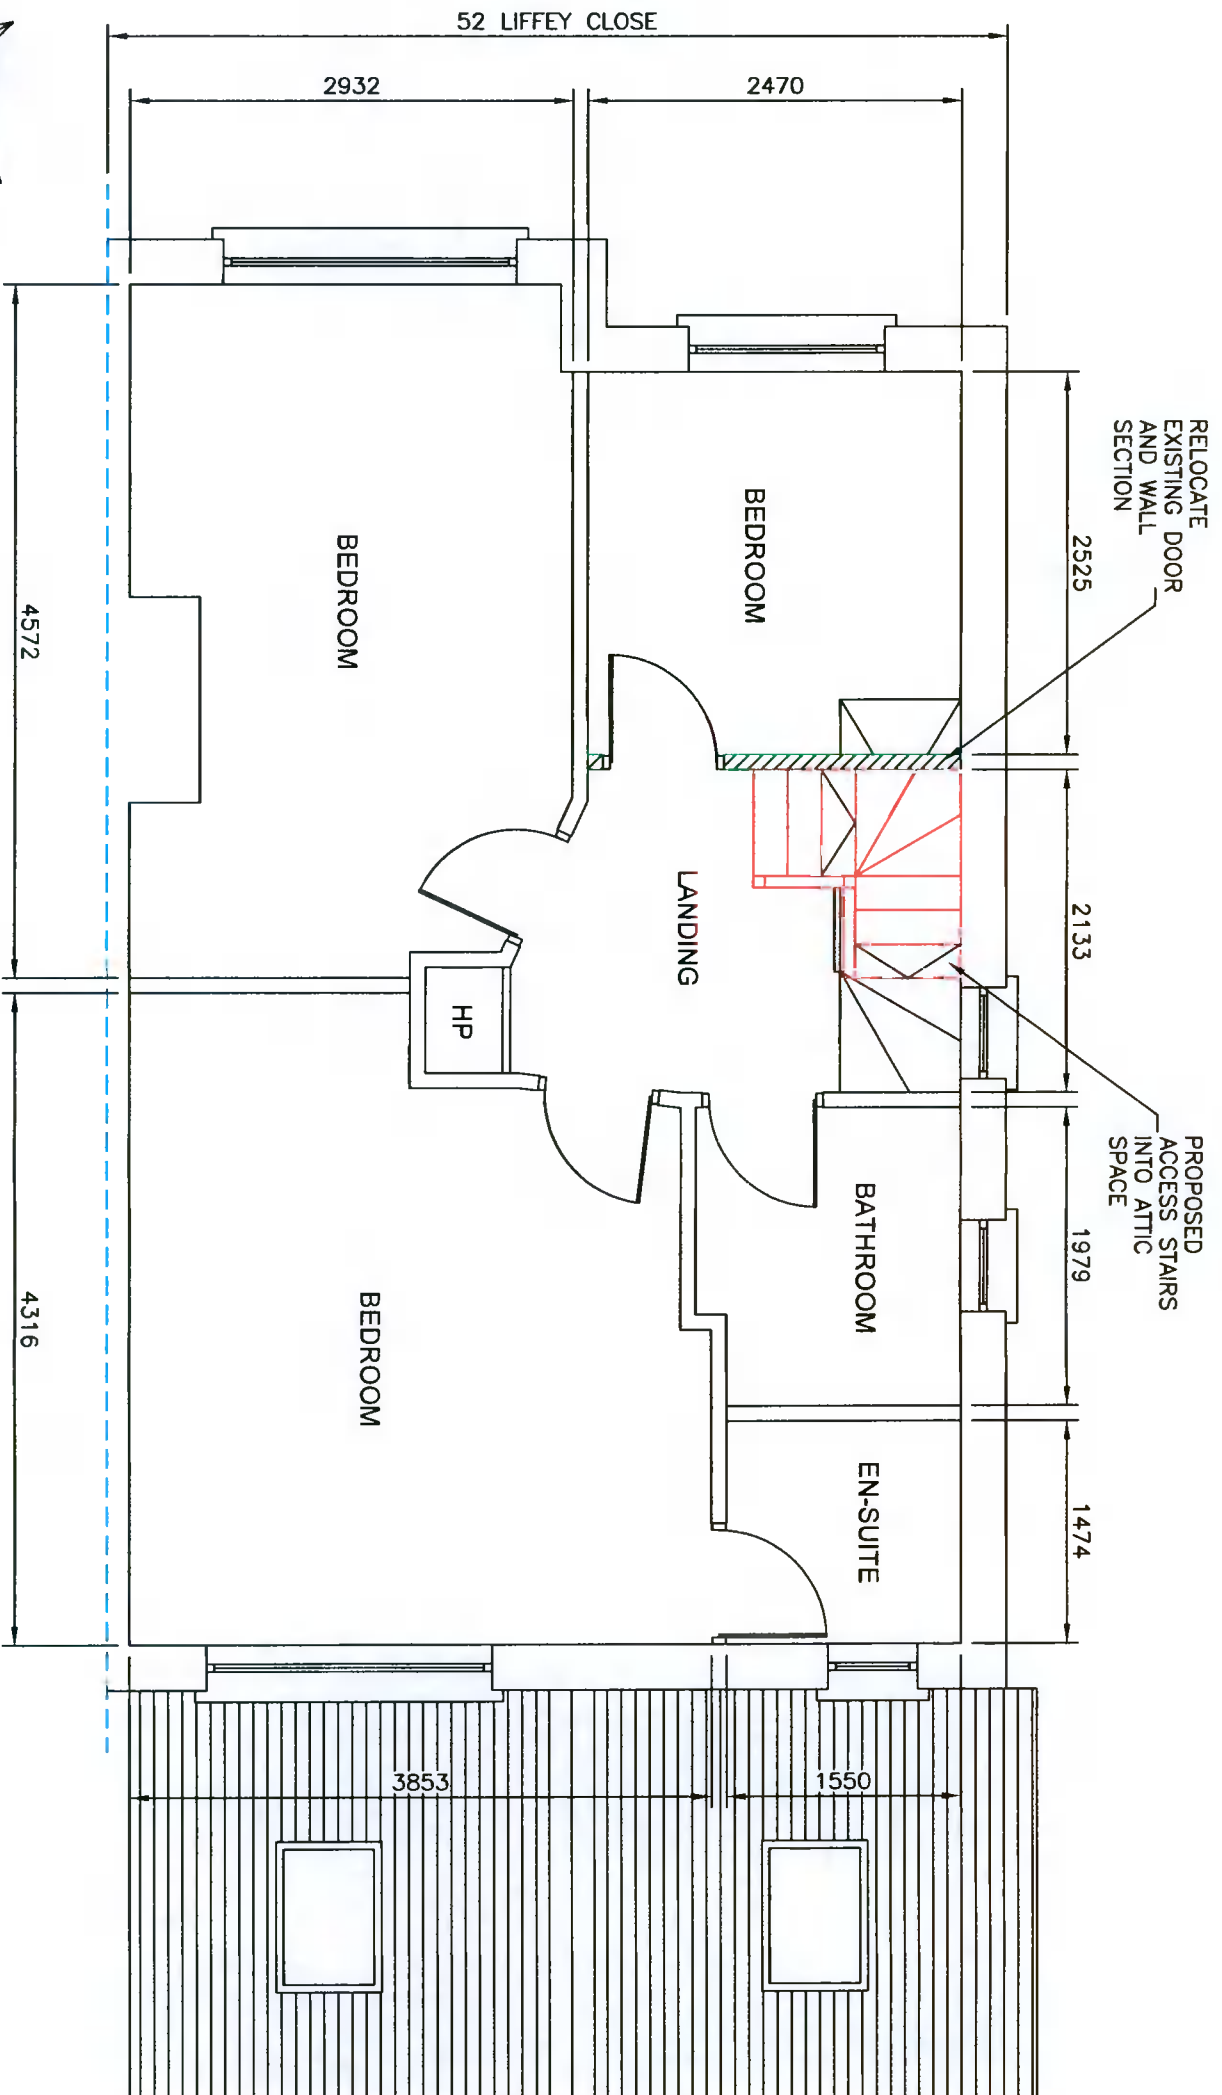 52 LIFFEY CLOSE
2932
2470
RELOCATE
EXISTING DOOR
AND WALL
SECTION
2525
2133
1979
1474
PROPOSED
ACCESS STAIRS
INTO ATTIC
SPACE
BEDROOM
BEDROOM
LANDING
HP
BATHROOM
EN-SUITE
BEDROOM
4572
4316
3853
1550